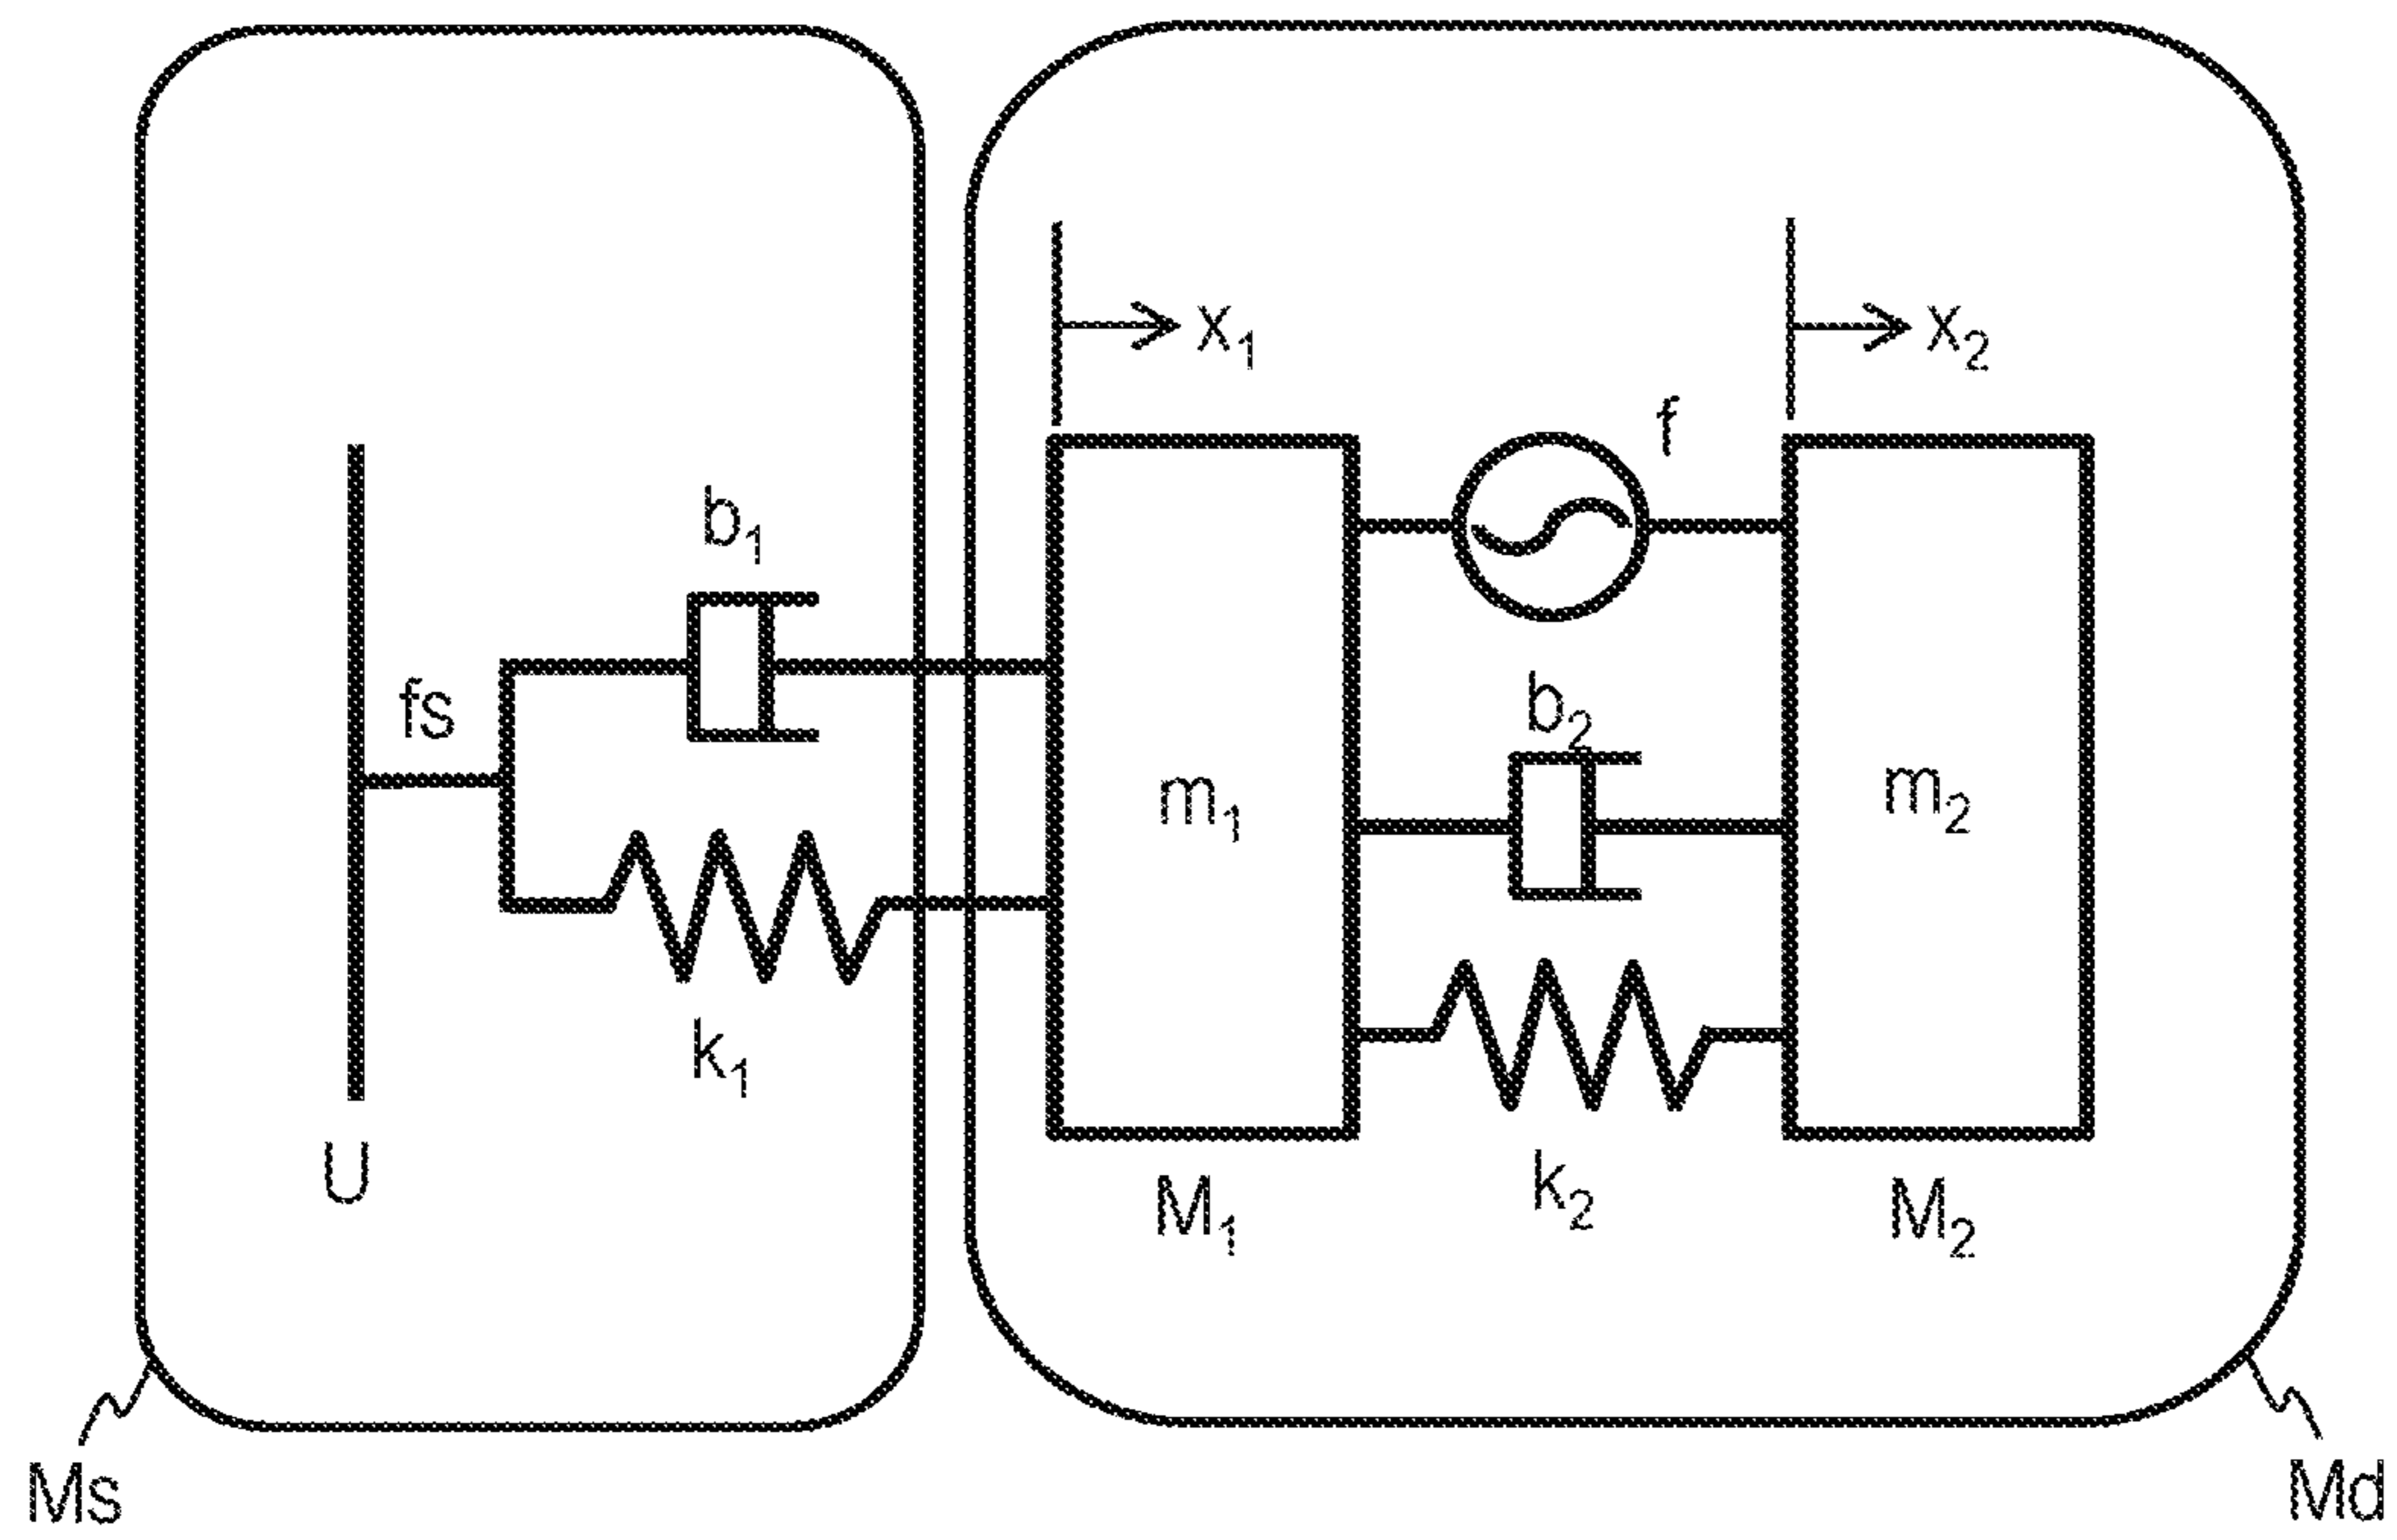 x₁
x₂
f
b₁
fs
b₂
m₁
m₂
k₁
U
k₂
M₁
M₂
Ms
Md